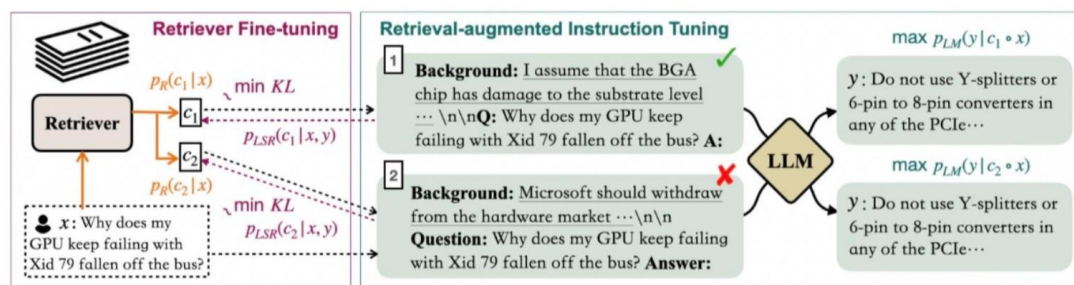 Retriever Fine-tuning
Retriever
p_R(c_1|x)
c_1
min KL
p_LSR(c_1|x, y)
c_2
p_R(c_2|x)
min KL
p_LSR(c_2|x, y)
x: Why does my
GPU keep failing with
Xid 79 fallen off the bus?
Retrieval-augmented Instruction Tuning
1
Background: I assume that the BGA
chip has damage to the substrate level
⋯ \n\nQ: Why does my GPU keep
failing with Xid 79 fallen off the bus? A:
2
Background: Microsoft should withdraw
from the hardware market ⋯\n\n
Question: Why does my GPU keep failing
with Xid 79 fallen off the bus? Answer:
LLM
max p_LM(y|c_1 ∘ x)
y: Do not use Y-splitters or
6-pin to 8-pin converters in
any of the PCIe⋯
max p_LM(y|c_2 ∘ x)
y: Do not use Y-splitters or
6-pin to 8-pin converters in
any of the PCIe⋯